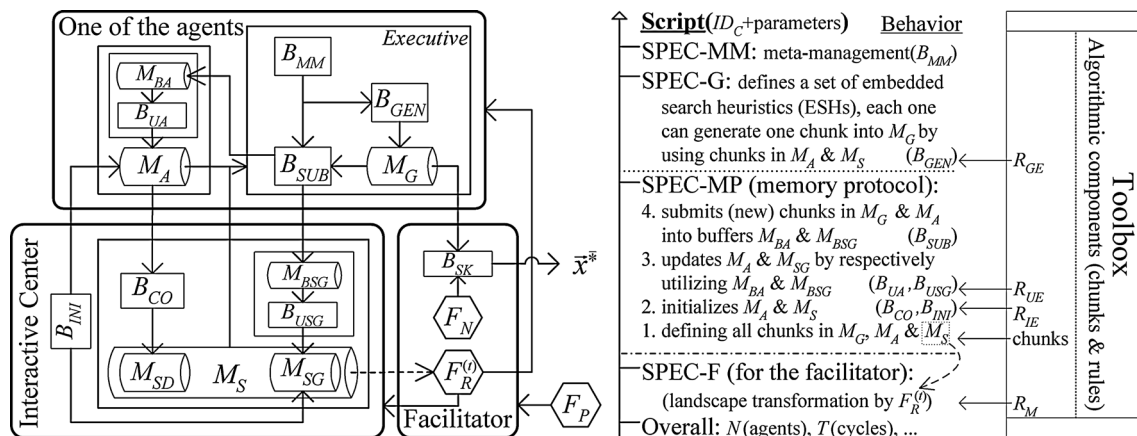 One of the agents
Executive
M_BA
B_UA
M_A
B_MM
B_GEN
B_SUB
M_G
Interactive Center
B_INI
B_CO
M_SD
M_S
M_BSG
B_USG
M_SG
B_SK
F_N
F_R^(t)
Facilitator
F_P
x⃗*
Script(ID_C+parameters) Behavior
SPEC-MM: meta-management(B_MM)
SPEC-G: defines a set of embedded
search heuristics (ESHs), each one
can generate one chunk into M_G by
using chunks in M_A & M_S (B_GEN)
SPEC-MP (memory protocol):
4. submits (new) chunks in M_G & M_A
into buffers M_BA & M_BSG (B_SUB)
3. updates M_A & M_SG by respectively
utilizing M_BA & M_BSG (B_UA, B_USG)
2. initializes M_A & M_S (B_CO, B_INI)
1. defining all chunks in M_G, M_A & M_S
SPEC-F (for the facilitator):
(landscape transformation by F_R^(t))
Overall: N(agents), T(cycles), ...
R_GE
R_UE
R_IE
chunks
R_M
Algorithmic components (chunks & rules)
Toolbox